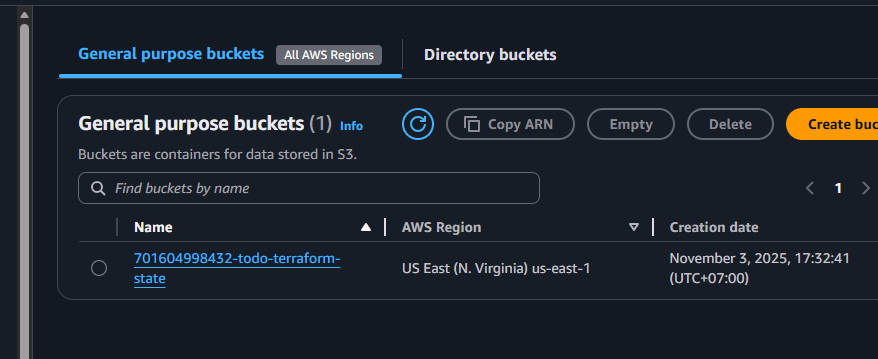 General purpose buckets All AWS Regions Directory buckets
General purpose buckets (1) Info Copy ARN Empty Delete Create buc
Buckets are containers for data stored in S3.
Find buckets by name 1
Name AWS Region Creation date
701604998432-todo-terraform-
state
US East (N. Virginia) us-east-1
November 3, 2025, 17:32:41
(UTC+07:00)